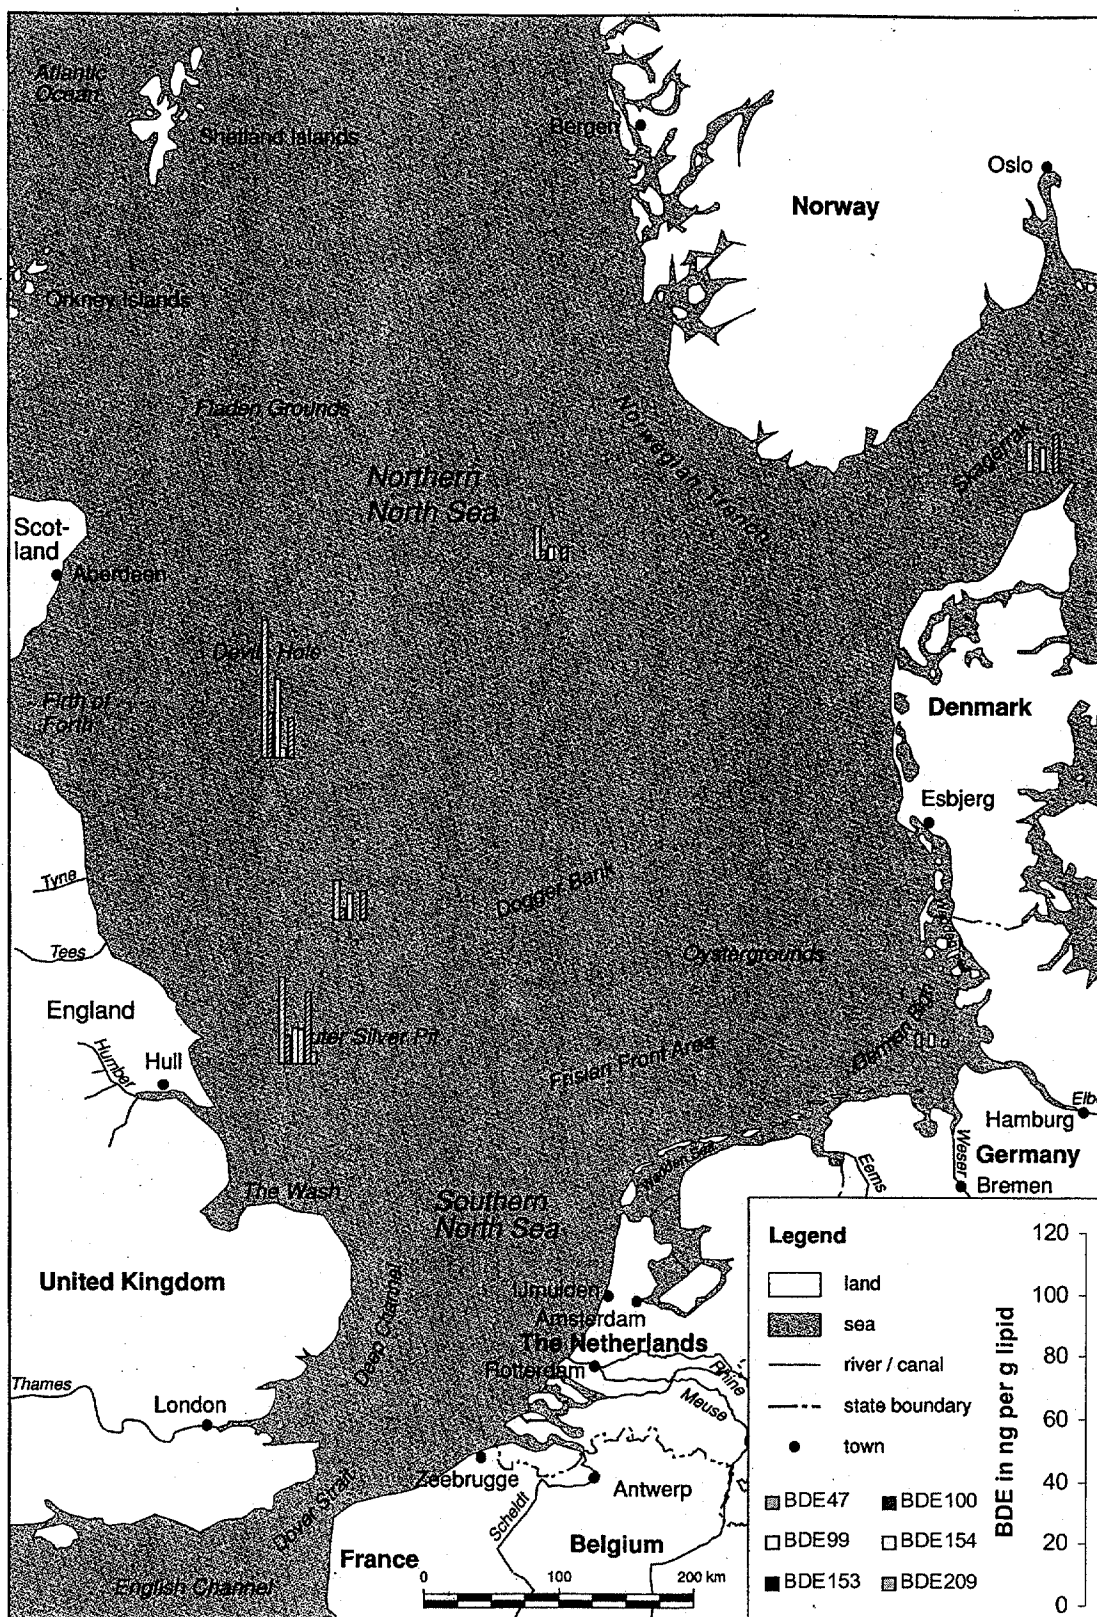 Atlantic
Ocean
Shetland Islands
Bergen
Oslo
Norway
Orkney Islands
Fladen Grounds
Norwegian Trench
Skagerrak
Northern
North Sea
Scot-
land
Aberdeen
Devil's Hole
Firth of
Forth
Denmark
Esbjerg
Tyne
Dogger Bank
Tees
Oystergrounds
England
German Bight
Humber
Hull
uter Silver Pit
Frisian Front Area
Elbe
Hamburg
Weser
Germany
Bremen
Eems
Wadden Sea
The Wash
Southern
North Sea
United Kingdom
Deep Channel
IJmuiden
Amsterdam
The Netherlands
Rotterdam
Rhine
Meuse
Thames
London
Zeebrugge
Antwerp
Dover Strait
Scheldt
France
Belgium
English Channel
0 100 200 km
Legend
land
sea
river / canal
state boundary
town
BDE47 BDE100
BDE99 BDE154
BDE153 BDE209
BDE in ng per g lipid
120
100
80
60
40
20
0